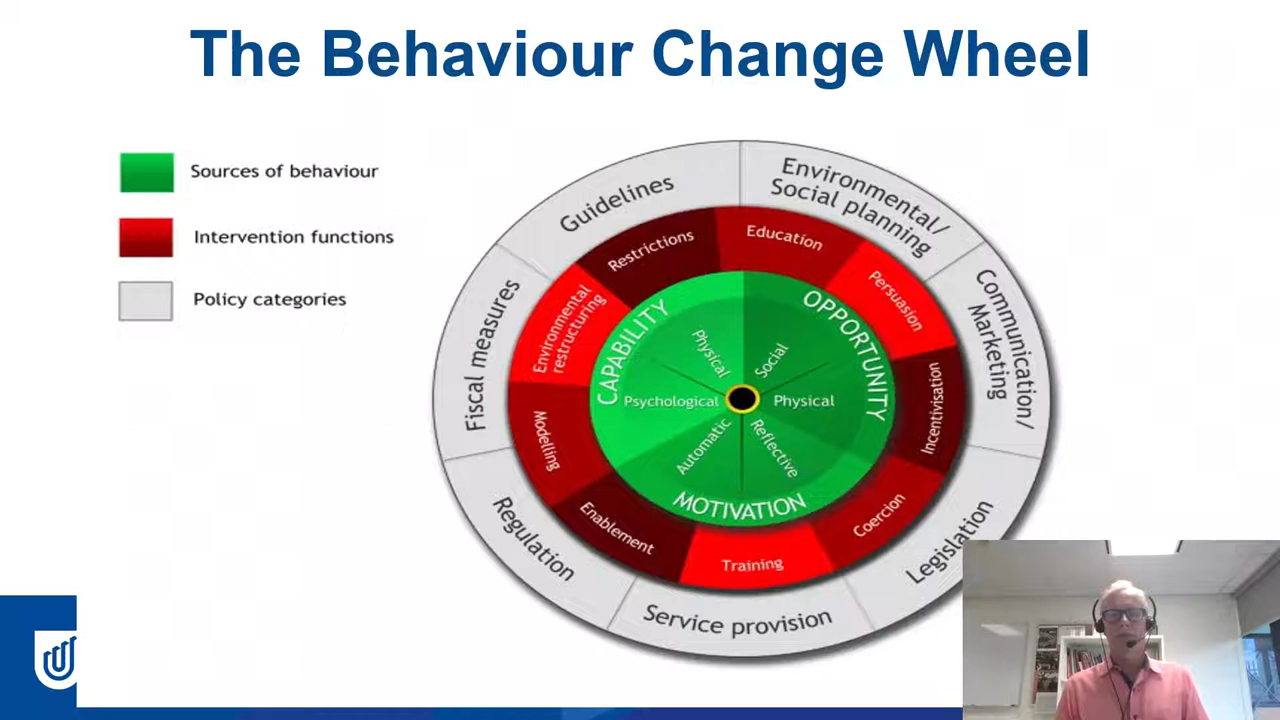 The Behaviour Change Wheel
Sources of behaviour
Intervention functions
Policy categories
Guidelines
Environmental/
Social planning
Communication/
Marketing
Legislation
Service provision
Regulation
Fiscal measures
Restrictions
Education
Persuasion
Incentivisation
Coercion
Training
Enablement
Modelling
Environmental
restructuring
CAPABILITY
OPPORTUNITY
MOTIVATION
Physical
Social
Psychological
Physical
Automatic
Reflective